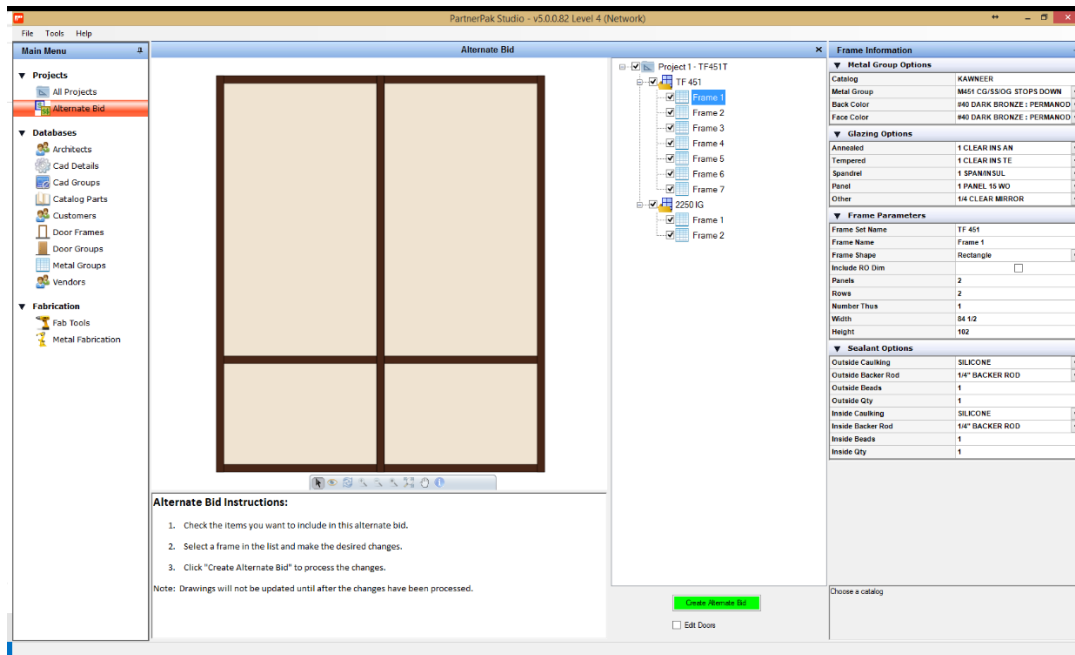 PartnerPak Studio - v5.0.0.82 Level 4 (Network)
File Tools Help
Main Menu
Projects
All Projects
Alternate Bid
Databases
Architects
Cad Details
Cad Groups
Catalog Parts
Customers
Door Frames
Door Groups
Metal Groups
Vendors
Fabrication
Fab Tools
Metal Fabrication
Alternate Bid
Alternate Bid Instructions:
1. Check the items you want to include in this alternate bid.
2. Select a frame in the list and make the desired changes.
3. Click "Create Alternate Bid" to process the changes.
Note: Drawings will not be updated until after the changes have been processed.
Project 1 - TF451T
TF 451
Frame 1
Frame 2
Frame 3
Frame 4
Frame 5
Frame 6
Frame 7
2250 IG
Frame 1
Frame 2
Create Alternate Bid
Edit Doors
Frame Information
Metal Group Options
Catalog KAWNEER
Metal Group M451 CG/SS/OG STOPS DOWN
Back Color #40 DARK BRONZE : PERMANOD
Face Color #40 DARK BRONZE : PERMANOD
Glazing Options
Annealed 1 CLEAR INS AN
Tempered 1 CLEAR INS TE
Spandrel 1 SPAN/INSUL
Panel 1 PANEL 15 WO
Other 1/4 CLEAR MIRROR
Frame Parameters
Frame Set Name TF 451
Frame Name Frame 1
Frame Shape Rectangle
Include RO Dim
Panels 2
Rows 2
Number Thus 1
Width 84 1/2
Height 102
Sealant Options
Outside Caulking SILICONE
Outside Backer Rod 1/4" BACKER ROD
Outside Beads 1
Outside Qty 1
Inside Caulking SILICONE
Inside Backer Rod 1/4" BACKER ROD
Inside Beads 1
Inside Qty 1
Choose a catalog